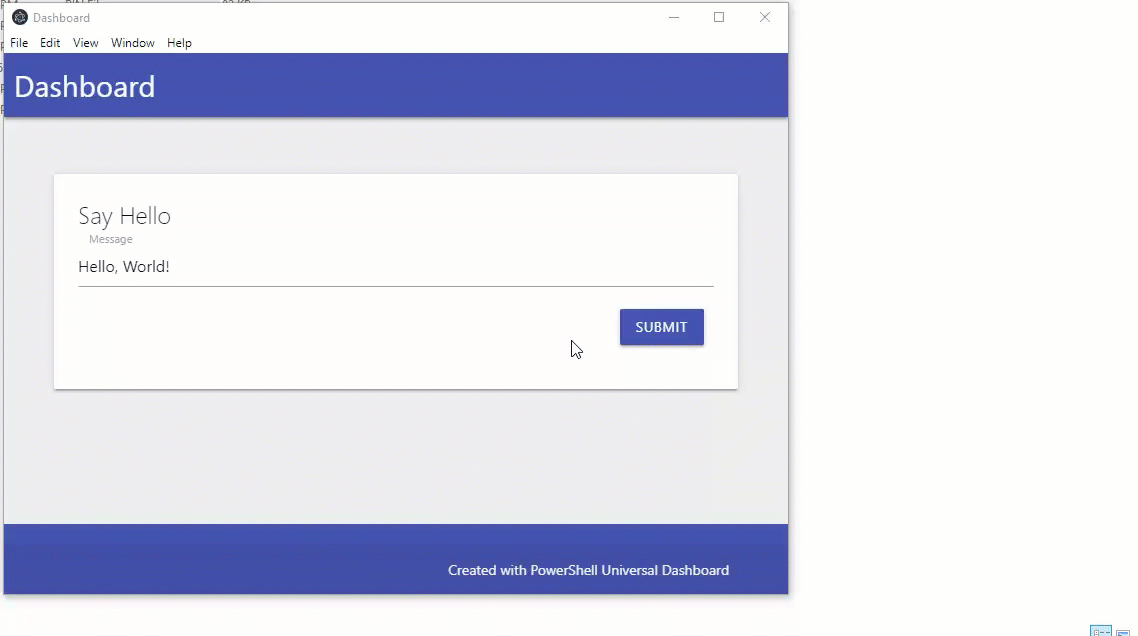 Dashboard
File Edit View Window Help
Dashboard
Say Hello
Message
Hello, World!
SUBMIT
Created with PowerShell Universal Dashboard